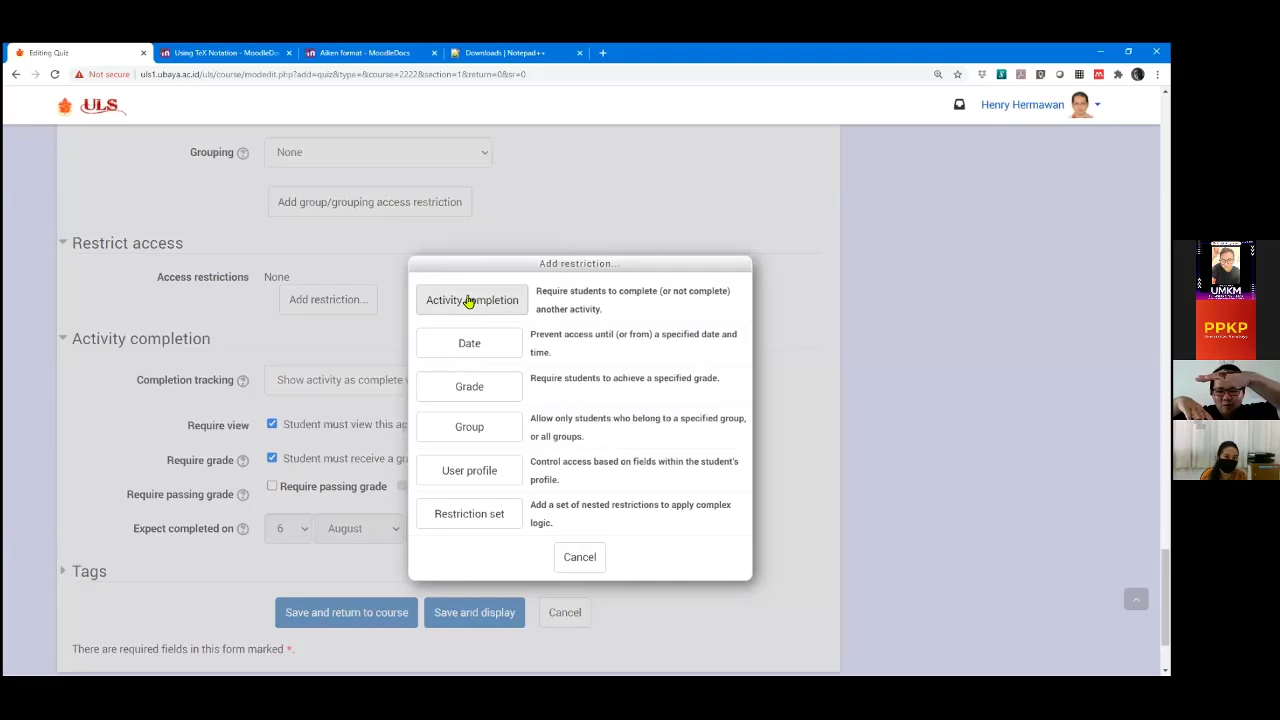 Editing Quiz
Using TeX Notation - MoodleDo
Aiken format - MoodleDocs
Downloads | Notepad++
Not secure
uls1.ubaya.ac.id/uls/course/modedit.php?add=quiz&type=&course=2222&section=1&return=0&sr=0
ULS
Henry Hermawan
Grouping
None
Add group/grouping access restriction
Restrict access
Access restrictions
None
Add restriction...
Activity completion
Completion tracking
Show activity as complete
Require view
Student must view this ac
Require grade
Student must receive a gra
Require passing grade
Require passing grade
Expect completed on
6
August
Tags
Save and return to course
Save and display
Cancel
There are required fields in this form marked *.
Add restriction...
Activity completion
Require students to complete (or not complete)
another activity.
Date
Prevent access until (or from) a specified date and
time.
Grade
Require students to achieve a specified grade.
Group
Allow only students who belong to a specified group,
or all groups.
User profile
Control access based on fields within the student's
profile.
Restriction set
Add a set of nested restrictions to apply complex
logic.
Cancel
UMKM
PPKP